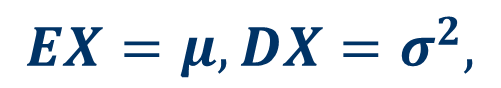 EX = μ, DX = σ²,